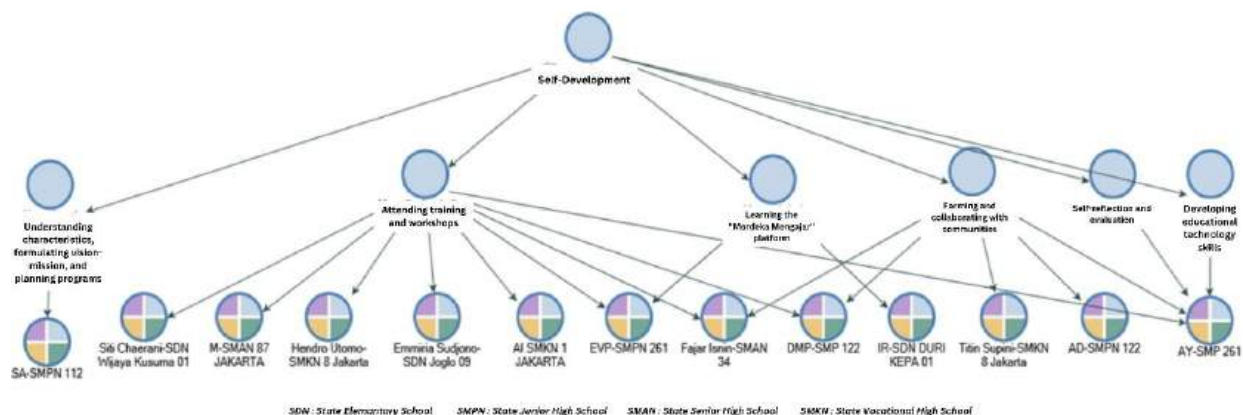 Self-Development
Understanding
characteristics,
formulating vision-
mission, and
planning programs
Attending training
and workshops
Learning the
"Merdeka Mengajar"
platform
Forming and
collaborating with
communities
Self-reflection and
evaluation
Developing
educational
technology
skills
SA-SMPN 112
Siti Chaerani-SDN
Wijaya Kusuma 01
M-SMAN 87
JAKARTA
Hendro Utomo-
SMKN 8 Jakarta
Emmiria Sudjono-
SDN Joglo 09
AI SMKN 1
JAKARTA
EVP-SMPN 261
Fajar Isnin-SMAN
34
DMP-SMP 122
IR-SDN DURI
KEPA 01
Titin Supini-SMKN
8 Jakarta
AD-SMPN 122
AY-SMP 261
SDN : State Elementary School SMPN : State Junior High School SMAN : State Senior High School SMKN : State Vocational High School